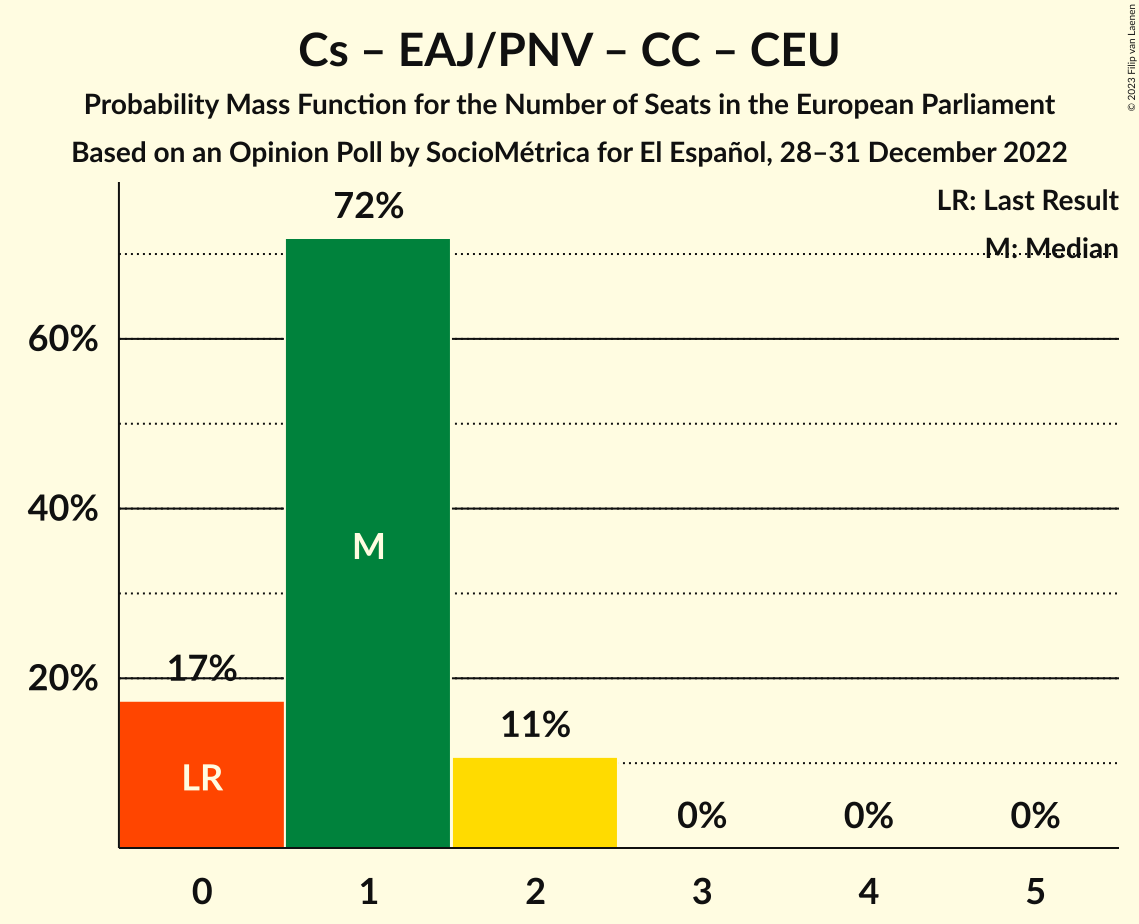 Cs – EAJ/PNV – CC – CEU
Probability Mass Function for the Number of Seats in the European Parliament
Based on an Opinion Poll by SocioMétrica for El Español, 28–31 December 2022
© 2023 Filip van Laenen
LR: Last Result
M: Median
72%
60%
40%
M
20%
17%
11%
LR
0% 0% 0%
0 1 2 3 4 5